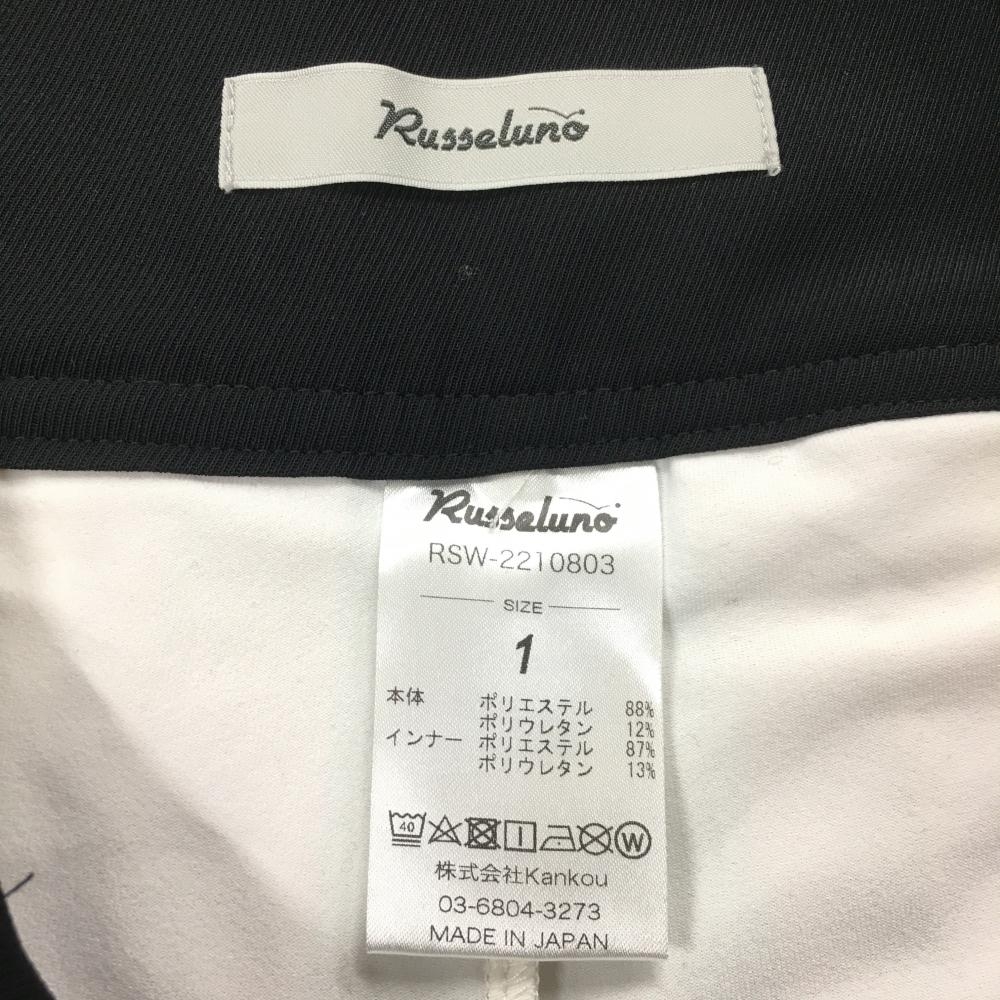 Russeluno
Russeluno
RSW-2210803
SIZE
1
本体 ポリエステル 88%
ポリウレタン 12%
インナー ポリエステル 87%
ポリウレタン 13%
40 W
株式会社Kankou
03-6804-3273
MADE IN JAPAN